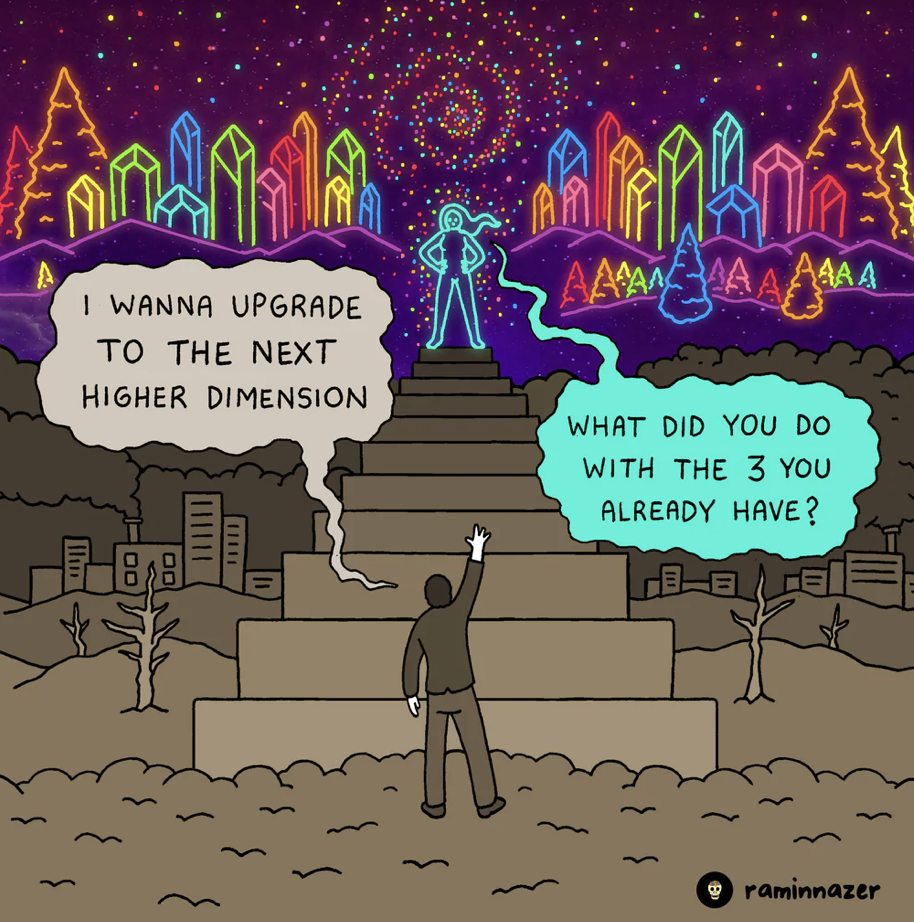 I WANNA UPGRADE
TO THE NEXT
HIGHER DIMENSION
WHAT DID YOU DO
WITH THE 3 YOU
ALREADY HAVE?
raminnazer